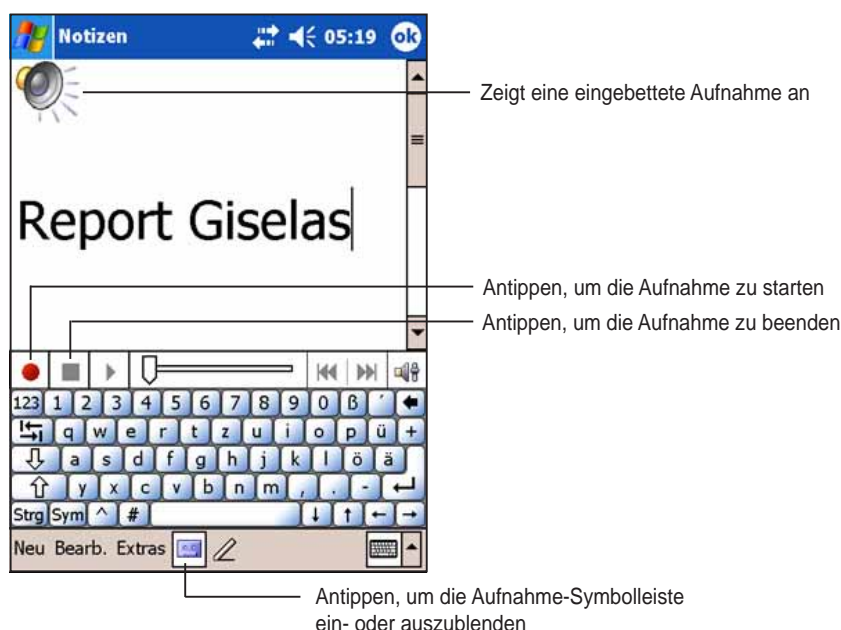 Notizen 05:19 ok
Zeigt eine eingebettete Aufnahme an
Report Giselas
Antippen, um die Aufnahme zu starten
Antippen, um die Aufnahme zu beenden
123 1 2 3 4 5 6 7 8 9 0 ß ´
q w e r t z u i o p ü +
a s d f g h j k l ö ä
y x c v b n m , . -
Strg Sym ^ #
Neu Bearb. Extras
Antippen, um die Aufnahme-Symbolleiste
ein- oder auszublenden